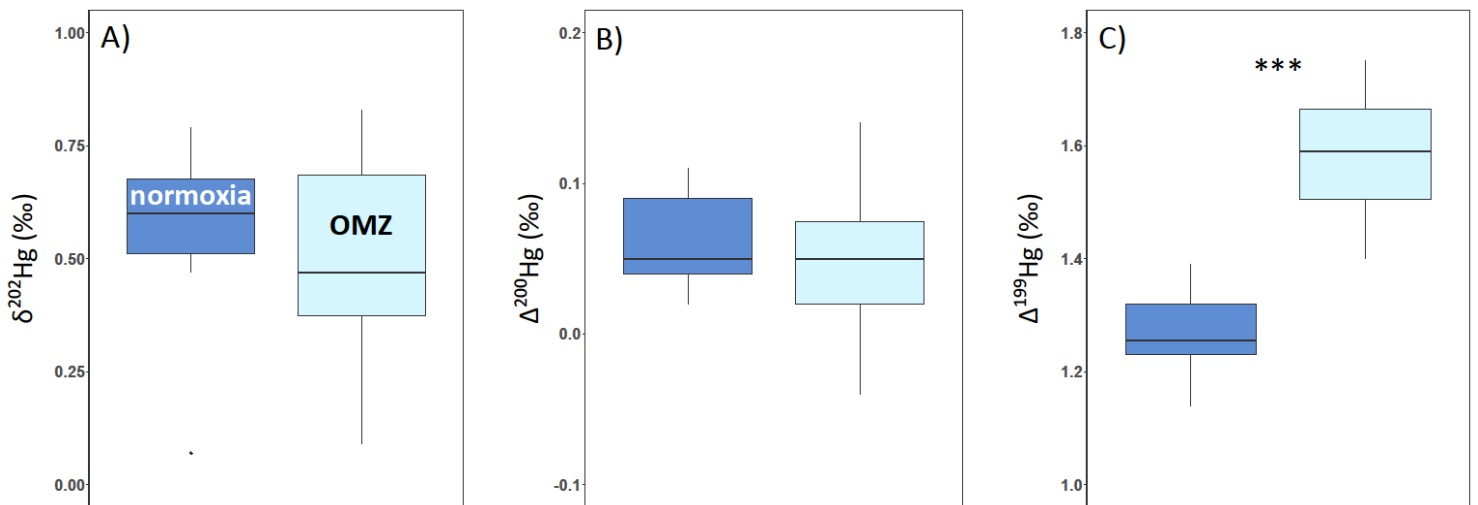 A)
δ²⁰²Hg (‰)
1.00
0.75
0.50
0.25
0.00
normoxia
OMZ
B)
Δ²⁰⁰Hg (‰)
0.2
0.1
0.0
-0.1
C)
Δ¹⁹⁹Hg (‰)
1.8
1.6
1.4
1.2
1.0
***